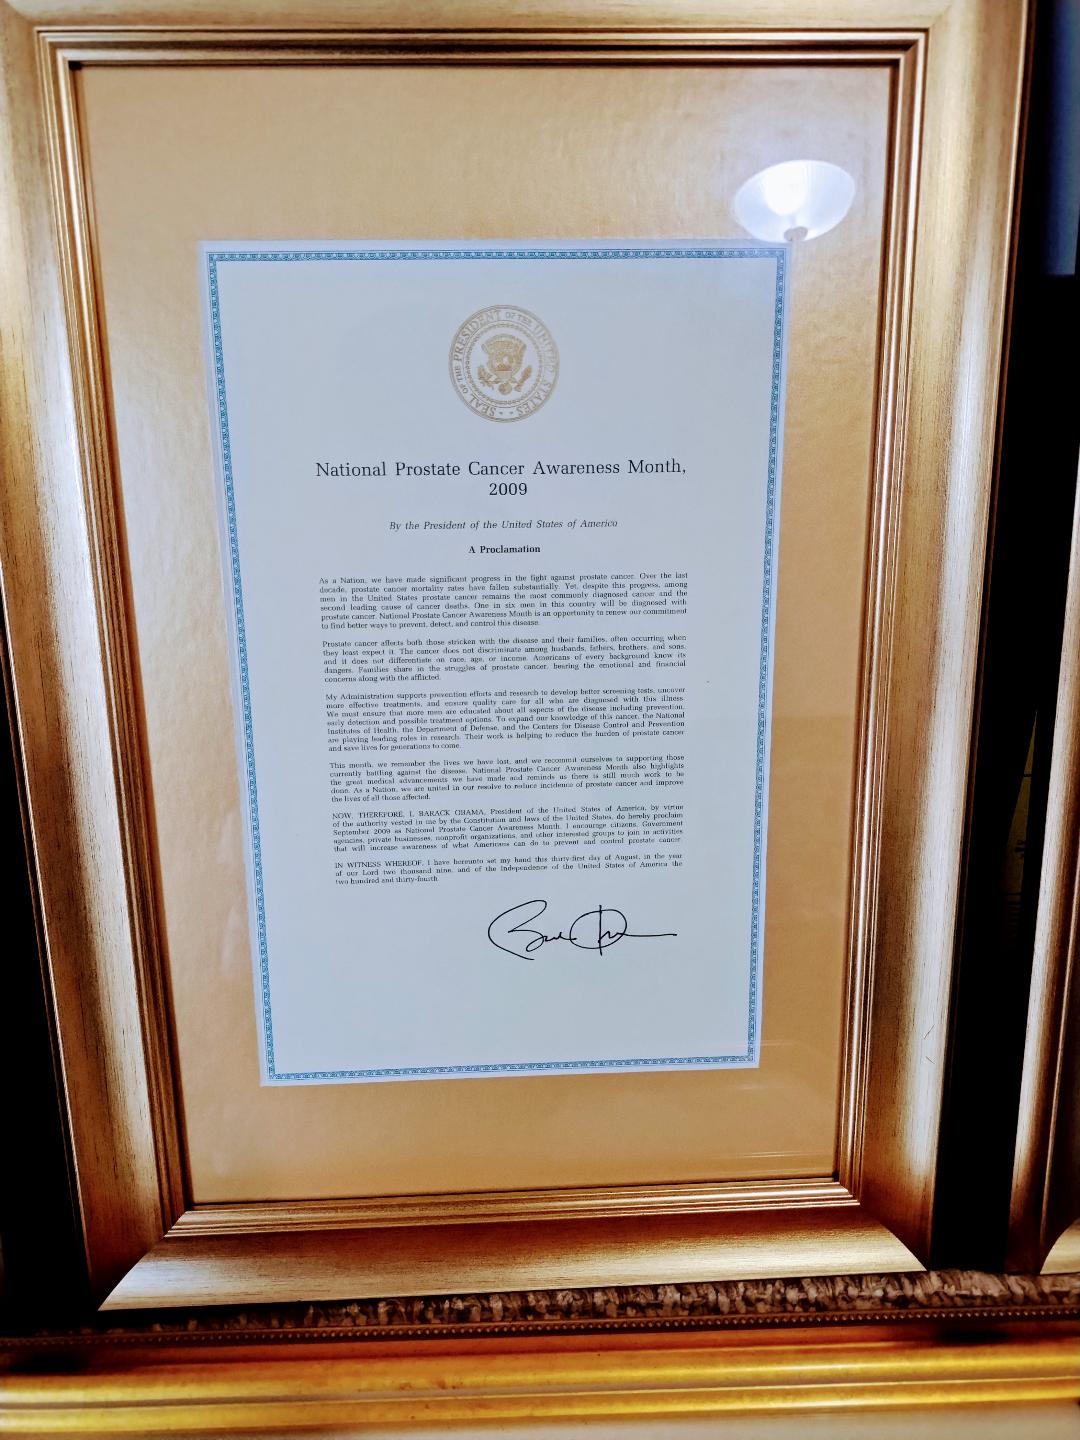 SEAL OF THE PRESIDENT OF THE UNITED STATES
National Prostate Cancer Awareness Month,
2009
By the President of the United States of America
A Proclamation
As a Nation, we have made significant progress in the fight against prostate cancer. Over the last
decade, prostate cancer mortality rates have fallen substantially. Yet, despite this progress, among
men in the United States prostate cancer remains the most commonly diagnosed cancer and the
second leading cause of cancer deaths. One in six men in this country will be diagnosed with
prostate cancer. National Prostate Cancer Awareness Month is an opportunity to renew our commitment
to find better ways to prevent, detect, and control this disease.
Prostate cancer affects both those stricken with the disease and their families, often occurring when
they least expect it. The cancer does not discriminate among husbands, fathers, brothers, and sons,
and it does not differentiate on race, age, or income. Americans of every background know its
dangers. Families share in the struggles of prostate cancer, bearing the emotional and financial
concerns along with the afflicted.
My Administration supports prevention efforts and research to develop better screening tests, uncover
more effective treatments, and ensure quality care for all who are diagnosed with this illness.
We must ensure that more men are educated about all aspects of the disease including prevention,
early detection and possible treatment options. To expand our knowledge of this cancer, the National
Institutes of Health, the Department of Defense, and the Centers for Disease Control and Prevention
are playing leading roles in research. Their work is helping to reduce the burden of prostate cancer
and save lives for generations to come.
This month, we remember the lives we have lost, and we recommit ourselves to supporting those
currently battling against the disease. National Prostate Cancer Awareness Month also highlights
the great medical advancements we have made and reminds us there is still much work to be
done. As a Nation, we are united in our resolve to reduce incidence of prostate cancer and improve
the lives of all those affected.
NOW, THEREFORE, I, BARACK OBAMA, President of the United States of America, by virtue
of the authority vested in me by the Constitution and laws of the United States, do hereby proclaim
September 2009 as National Prostate Cancer Awareness Month. I encourage citizens, Government
agencies, private businesses, nonprofit organizations, and other interested groups to join in activities
that will increase awareness of what Americans can do to prevent and control prostate cancer.
IN WITNESS WHEREOF, I have hereunto set my hand this thirty-first day of August, in the year
of our Lord two thousand nine, and of the Independence of the United States of America the
two hundred and thirty-fourth.